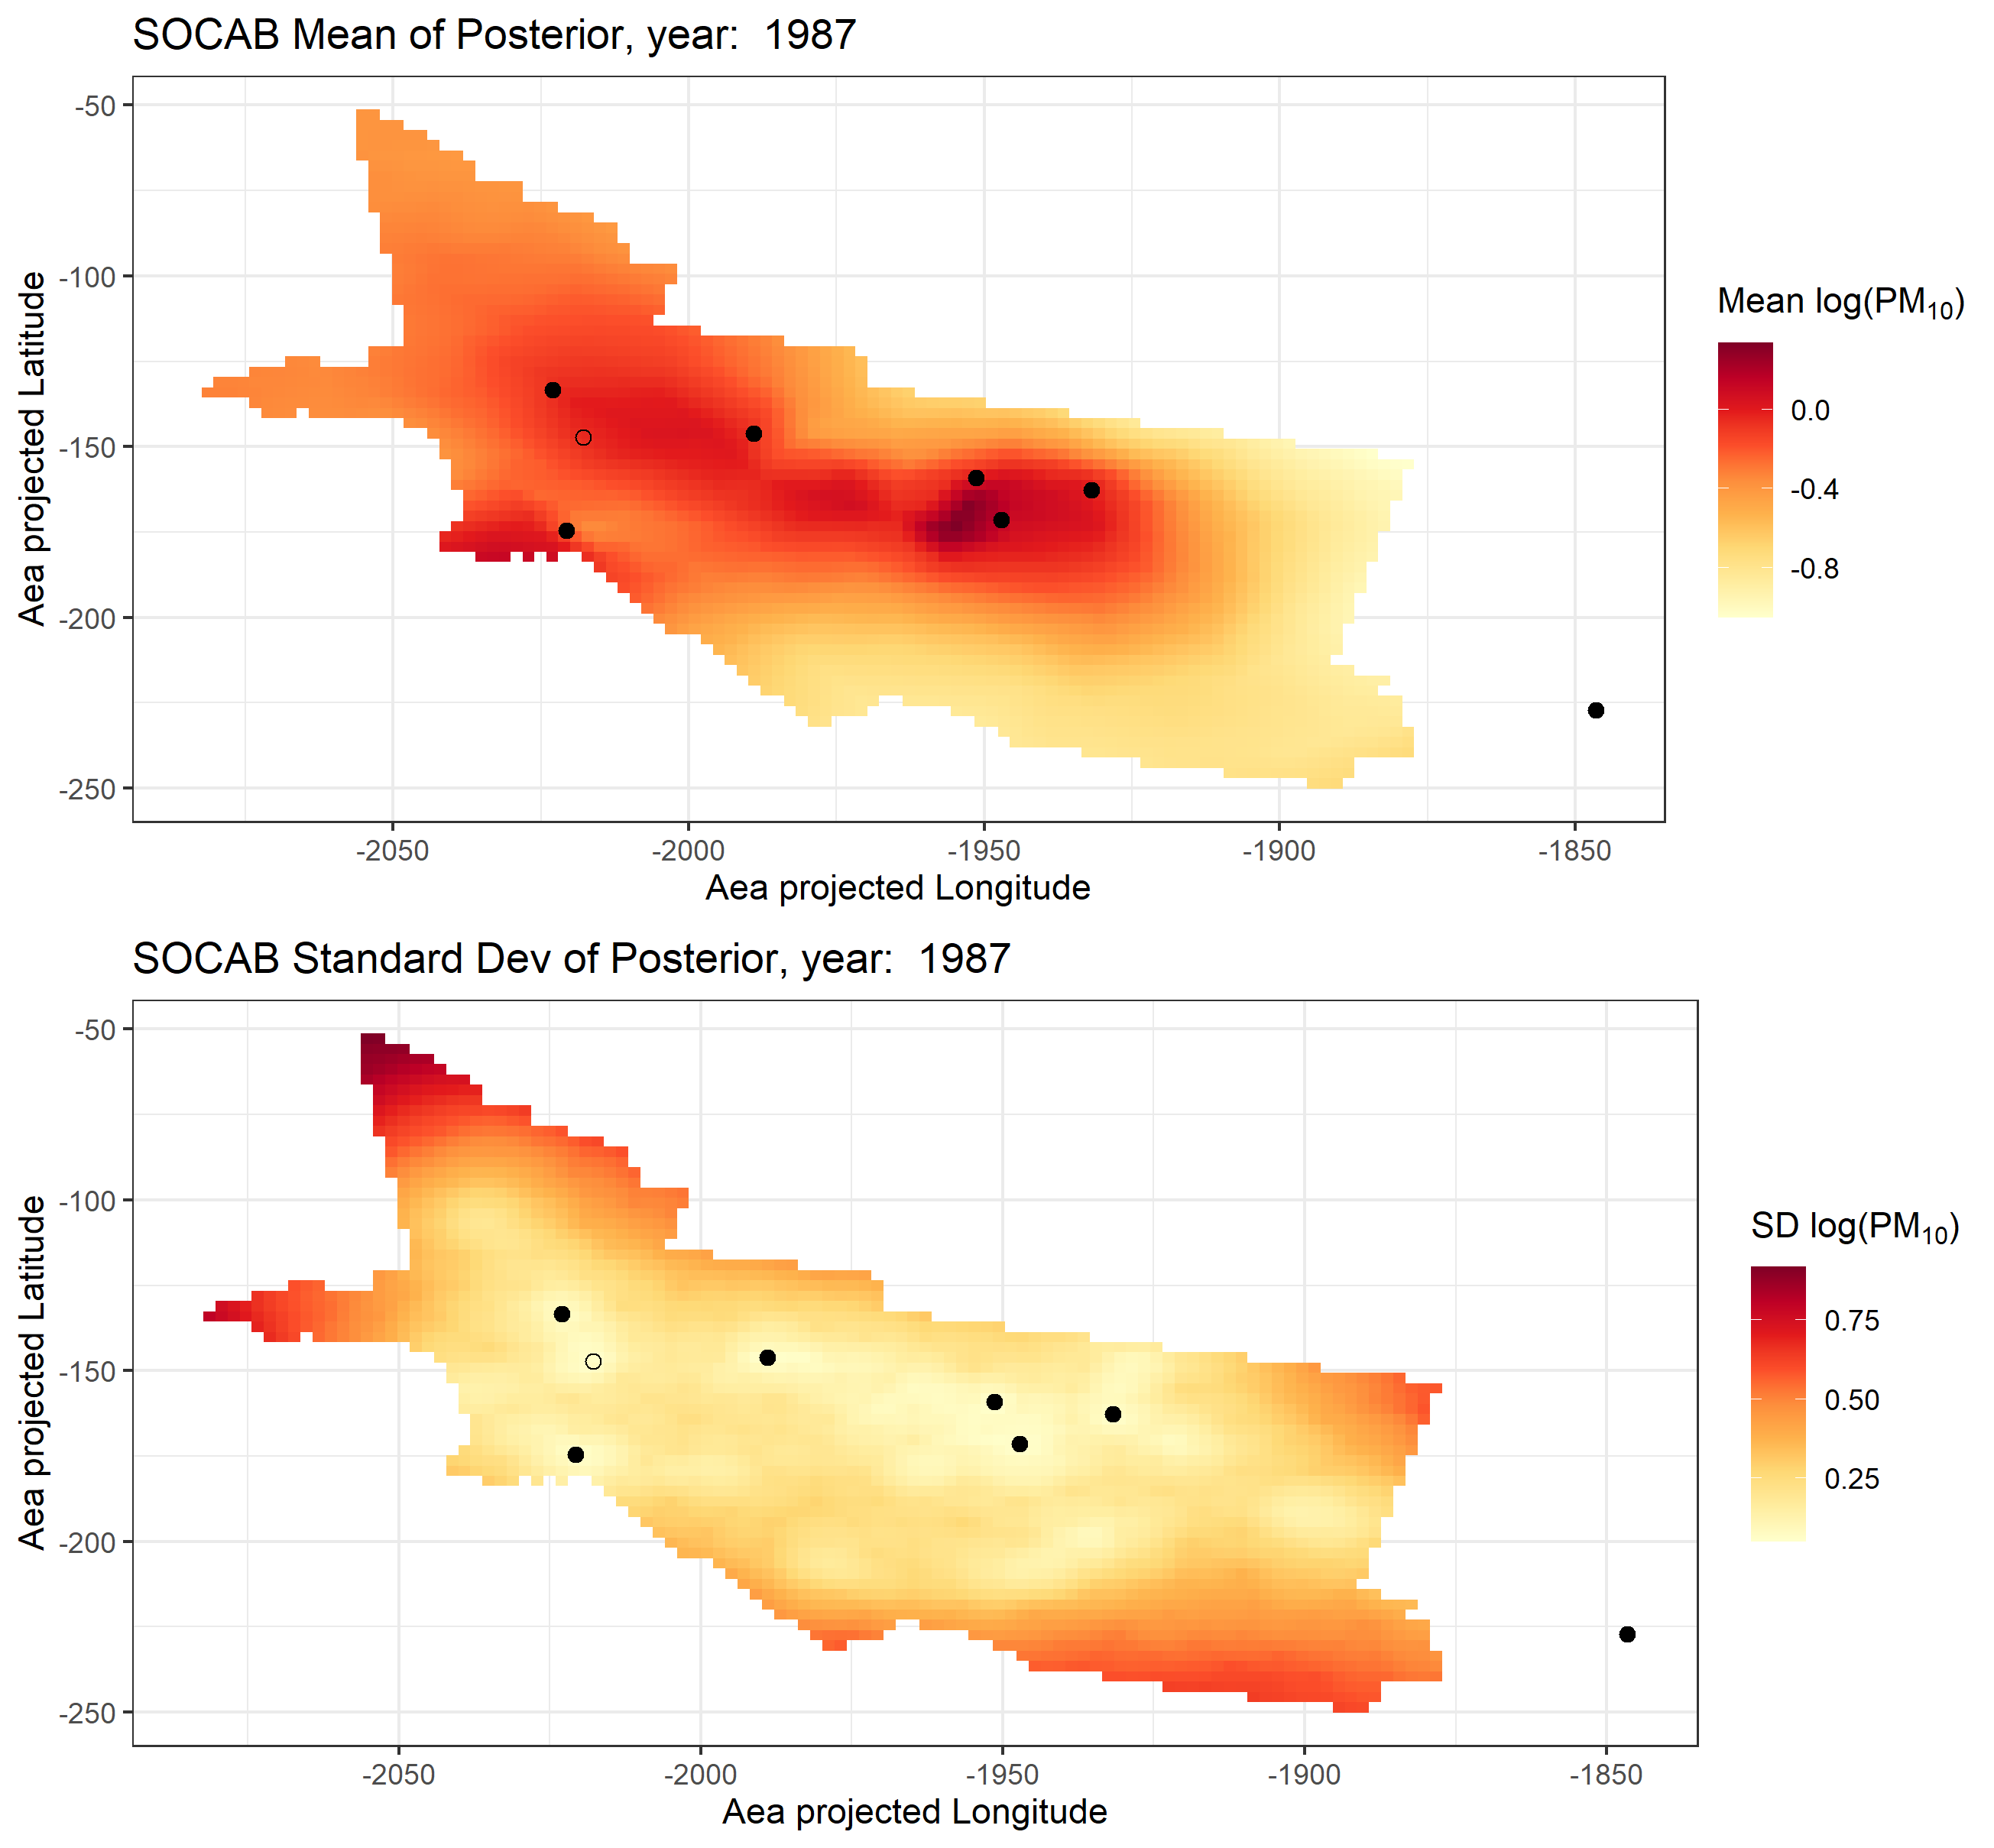 SOCAB Mean of Posterior, year:  1987
-50
-100
-150
-200
-250
Aea projected Latitude
-2050 -2000 -1950 -1900 -1850
Aea projected Longitude
Mean log(PM₁₀)
0.0
-0.4
-0.8
SOCAB Standard Dev of Posterior, year:  1987
-50
-100
-150
-200
-250
Aea projected Latitude
-2050 -2000 -1950 -1900 -1850
Aea projected Longitude
SD log(PM₁₀)
0.75
0.50
0.25